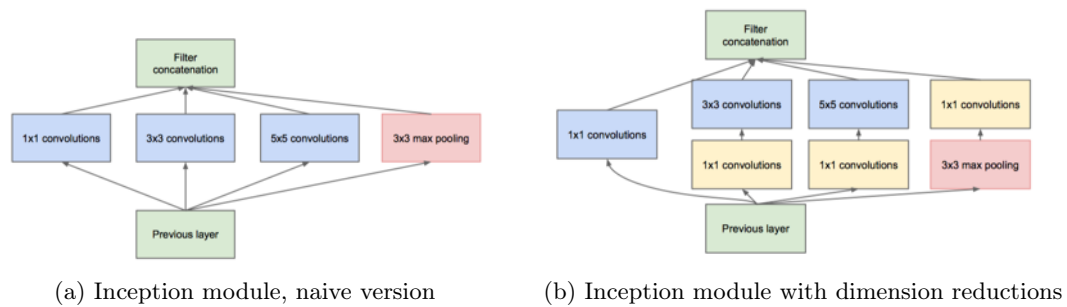 Filter
concatenation
1x1 convolutions
3x3 convolutions
5x5 convolutions
3x3 max pooling
Previous layer
(a) Inception module, naive version
Filter
concatenation
3x3 convolutions
5x5 convolutions
1x1 convolutions
1x1 convolutions
1x1 convolutions
1x1 convolutions
3x3 max pooling
Previous layer
(b) Inception module with dimension reductions